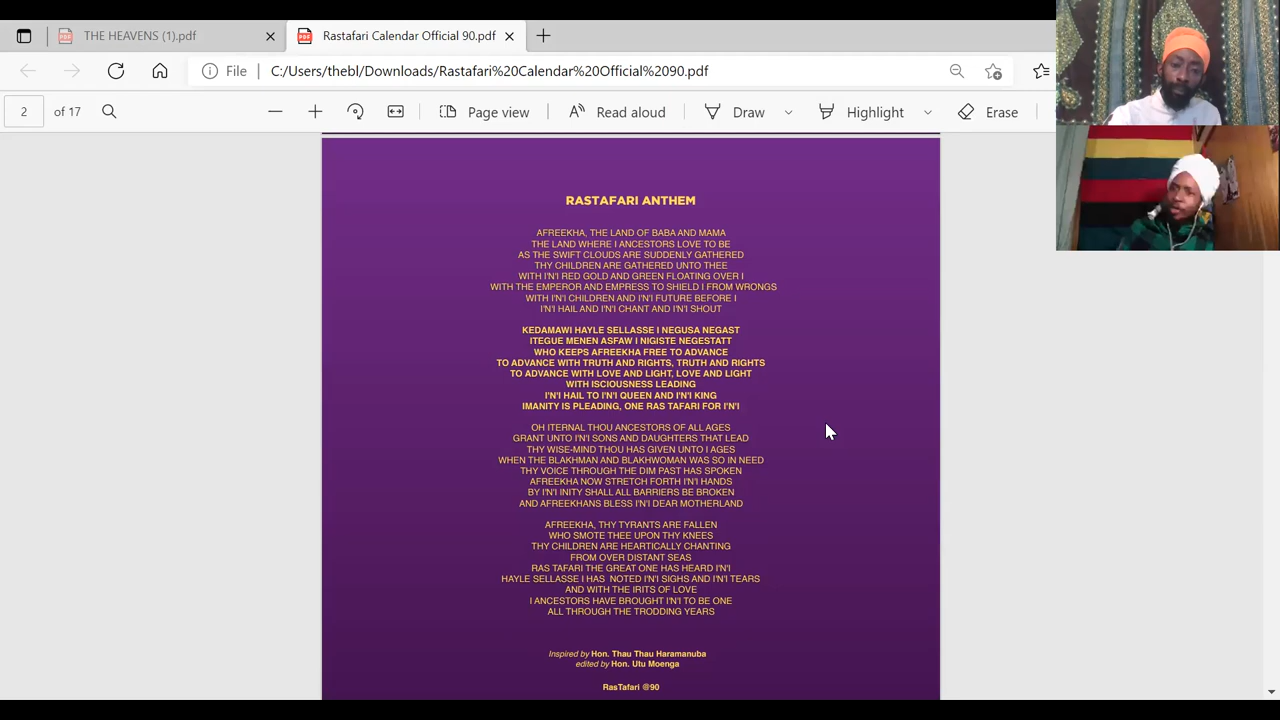 THE HEAVENS (1).pdf
Rastafari Calendar Official 90.pdf
File
C:/Users/thebl/Downloads/Rastafari%20Calendar%20Official%2090.pdf
2
of 17
Page view
Read aloud
Draw
Highlight
Erase
RASTAFARI ANTHEM
AFREEKHA, THE LAND OF BABA AND MAMA
THE LAND WHERE I ANCESTORS LOVE TO BE
AS THE SWIFT CLOUDS ARE SUDDENLY GATHERED
THY CHILDREN ARE GATHERED UNTO THEE
WITH I'N'I RED GOLD AND GREEN FLOATING OVER I
WITH THE EMPEROR AND EMPRESS TO SHIELD I FROM WRONGS
WITH I'N'I CHILDREN AND I'N'I FUTURE BEFORE I
I'N'I HAIL AND I'N'I CHANT AND I'N'I SHOUT
KEDAMAWI HAYLE SELLASSE I NEGUSA NEGAST
ITEGUE MENEN ASFAW I NIGISTE NEGESTATT
WHO KEEPS AFREEKHA FREE TO ADVANCE
TO ADVANCE WITH TRUTH AND RIGHTS, TRUTH AND RIGHTS
TO ADVANCE WITH LOVE AND LIGHT, LOVE AND LIGHT
WITH ISCIOUSNESS LEADING
I'N'I HAIL TO I'N'I QUEEN AND I'N'I KING
IMANITY IS PLEADING, ONE RAS TAFARI FOR I'N'I
OH ITERNAL THOU ANCESTORS OF ALL AGES
GRANT UNTO I'N'I SONS AND DAUGHTERS THAT LEAD
THY WISE-MIND THOU HAS GIVEN UNTO I AGES
WHEN THE BLAKHMAN AND BLAKHWOMAN WAS SO IN NEED
THY VOICE THROUGH THE DIM PAST HAS SPOKEN
AFREEKHA NOW STRETCH FORTH I'N'I HANDS
BY I'N'I INITY SHALL ALL BARRIERS BE BROKEN
AND AFREEKHANS BLESS I'N'I DEAR MOTHERLAND
AFREEKHA, THY TYRANTS ARE FALLEN
WHO SMOTE THEE UPON THY KNEES
THY CHILDREN ARE HEARTICALLY CHANTING
FROM OVER DISTANT SEAS
RAS TAFARI THE GREAT ONE HAS HEARD I'N'I
HAYLE SELLASSE I HAS NOTED I'N'I SIGHS AND I'N'I TEARS
AND WITH THE IRITS OF LOVE
I ANCESTORS HAVE BROUGHT I'N'I TO BE ONE
ALL THROUGH THE TRODDING YEARS
Inspired by Hon. Thau Thau Haramanuba
edited by Hon. Utu Moenga
RasTafari @90